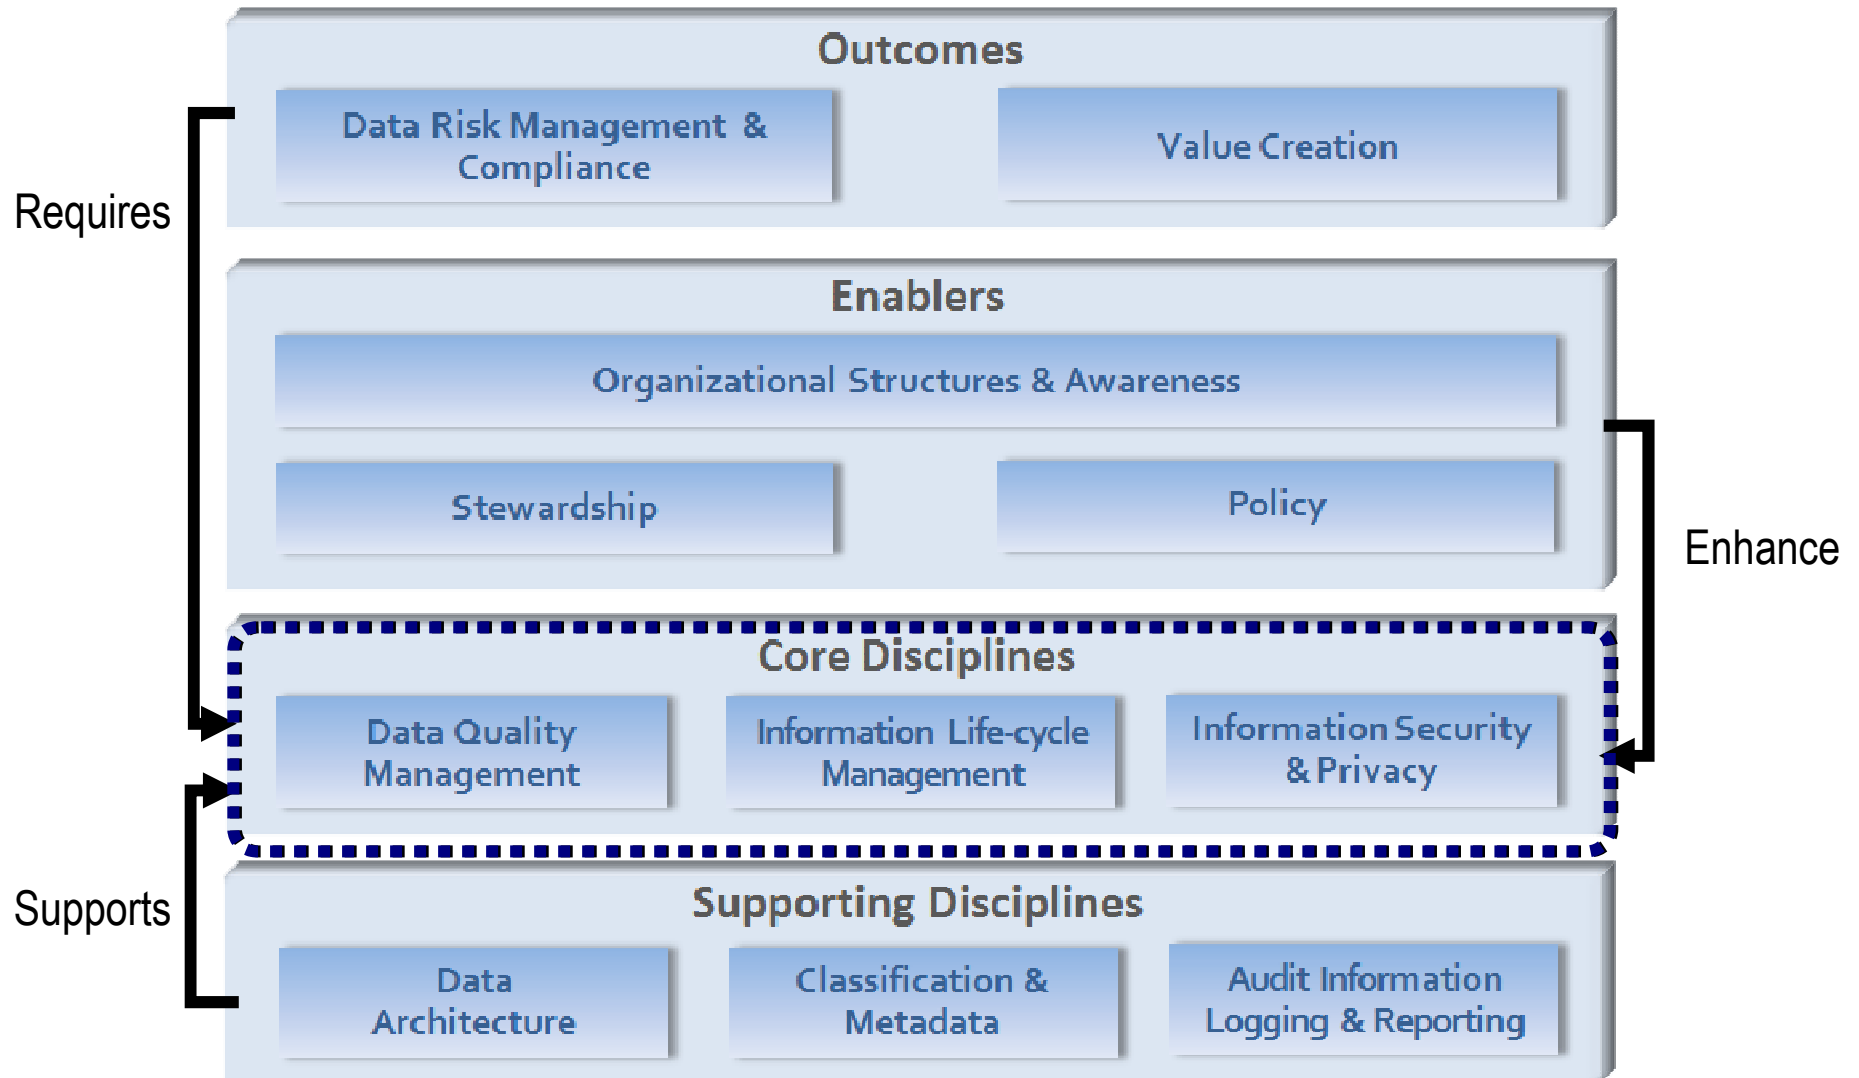 Outcomes
Data Risk Management &
Compliance
Value Creation
Requires
Enablers
Organizational Structures & Awareness
Stewardship
Policy
Enhance
Core Disciplines
Data Quality
Management
Information Life-cycle
Management
Information Security
& Privacy
Supports
Supporting Disciplines
Data
Architecture
Classification &
Metadata
Audit Information
Logging & Reporting